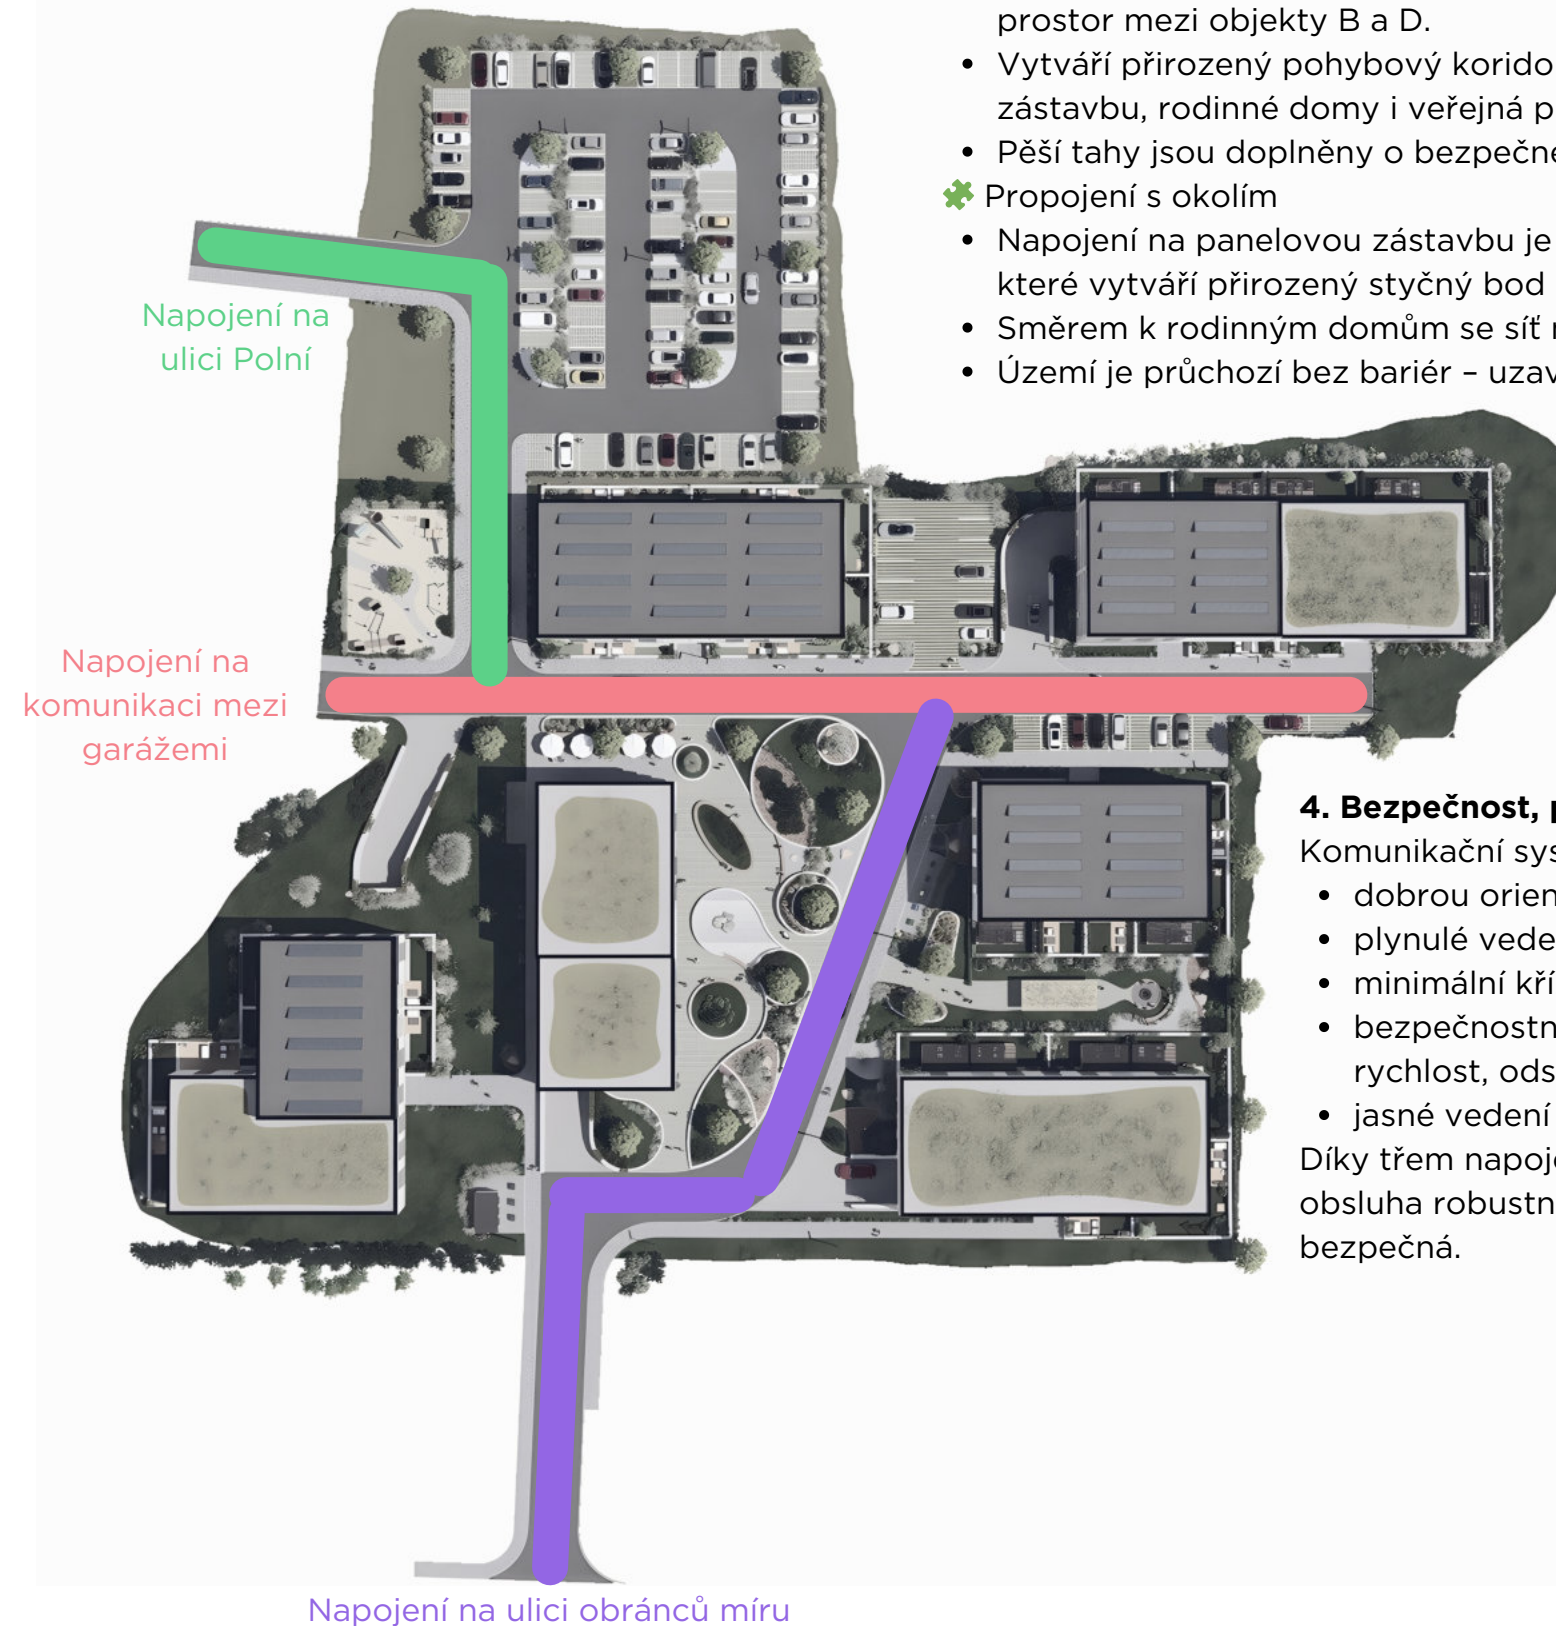 prostor mezi objekty B a D.
• Vytváří přirozený pohybový korido
zástavbu, rodinné domy i veřejná p
• Pěší tahy jsou doplněny o bezpečn
Propojení s okolím
• Napojení na panelovou zástavbu je
které vytváří přirozený styčný bod
• Směrem k rodinným domům se síť
• Území je průchozí bez bariér – uzav
Napojení na
ulici Polní
Napojení na
komunikaci mezi
garážemi
4. Bezpečnost,
Komunikační sys
• dobrou orien
• plynulé vede
• minimální kří
• bezpečnostn
rychlost, ods
• jasné vedení
Díky třem napoje
obsluha robustn
bezpečná.
Napojení na ulici obránců míru